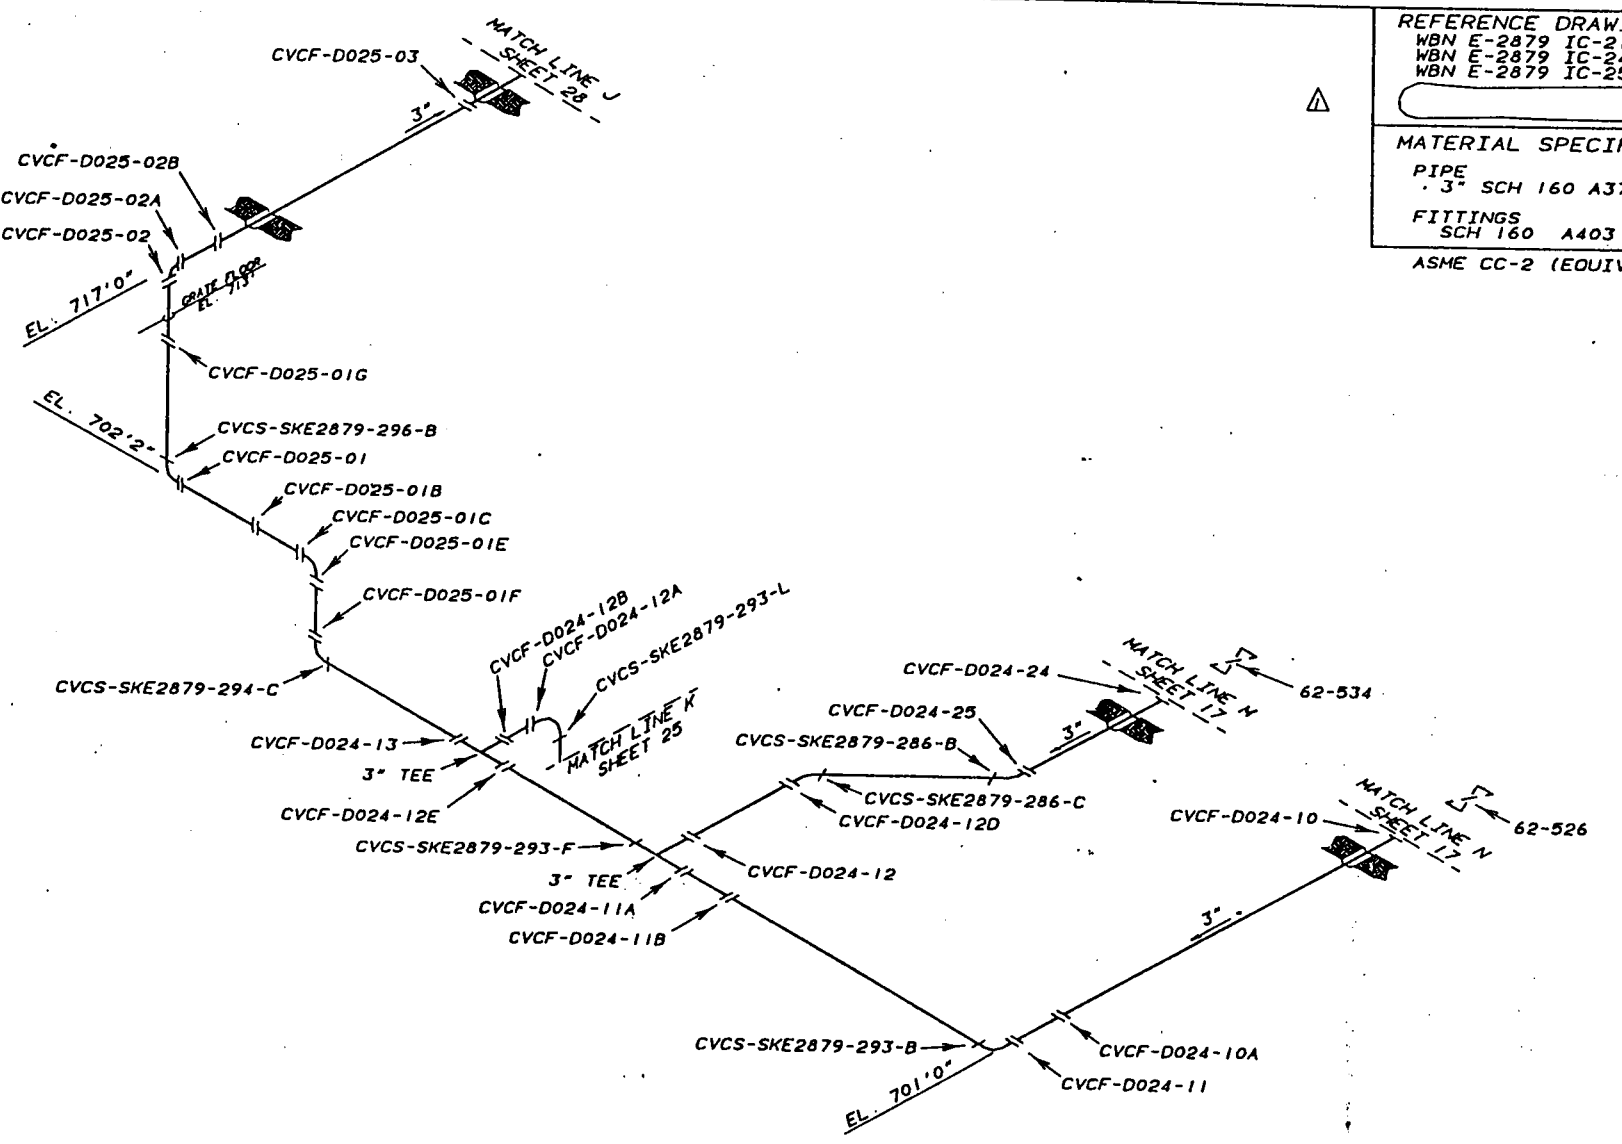 REFERENCE DRAW
WBN E-2879 IC-2
WBN E-2879 IC-2
WBN E-2879 IC-25
MATERIAL SPECI
PIPE
3" SCH 160 A37
FITTINGS
SCH 160 A403
ASME CC-2 (EQUIV
1
MATCH LINE J
SHEET 28
CVCF-D025-03
3"
CVCF-D025-02B
CVCF-D025-02A
CVCF-D025-02
EL. 717'0"
GRATE FLOOR
EL. 713'
CVCF-D025-01G
EL. 702'2"
CVCS-SKE2879-296-B
CVCF-D025-01
CVCF-D025-01B
CVCF-D025-01C
CVCF-D025-01E
CVCF-D025-01F
CVCS-SKE2879-294-C
CVCF-D024-12B
CVCF-D024-12A
CVCS-SKE2879-293-L
MATCH LINE K
SHEET 25
CVCF-D024-13
3" TEE
CVCF-D024-12E
CVCS-SKE2879-293-F
3" TEE
CVCF-D024-11A
CVCF-D024-11B
MATCH LINE M
SHEET 17
62-534
CVCF-D024-24
CVCF-D024-25
3"
CVCS-SKE2879-286-B
CVCS-SKE2879-286-C
CVCF-D024-12D
CVCF-D024-12
MATCH LINE N
SHEET 17
62-526
CVCF-D024-10
3"
CVCS-SKE2879-293-B
CVCF-D024-10A
CVCF-D024-11
EL. 701'0"